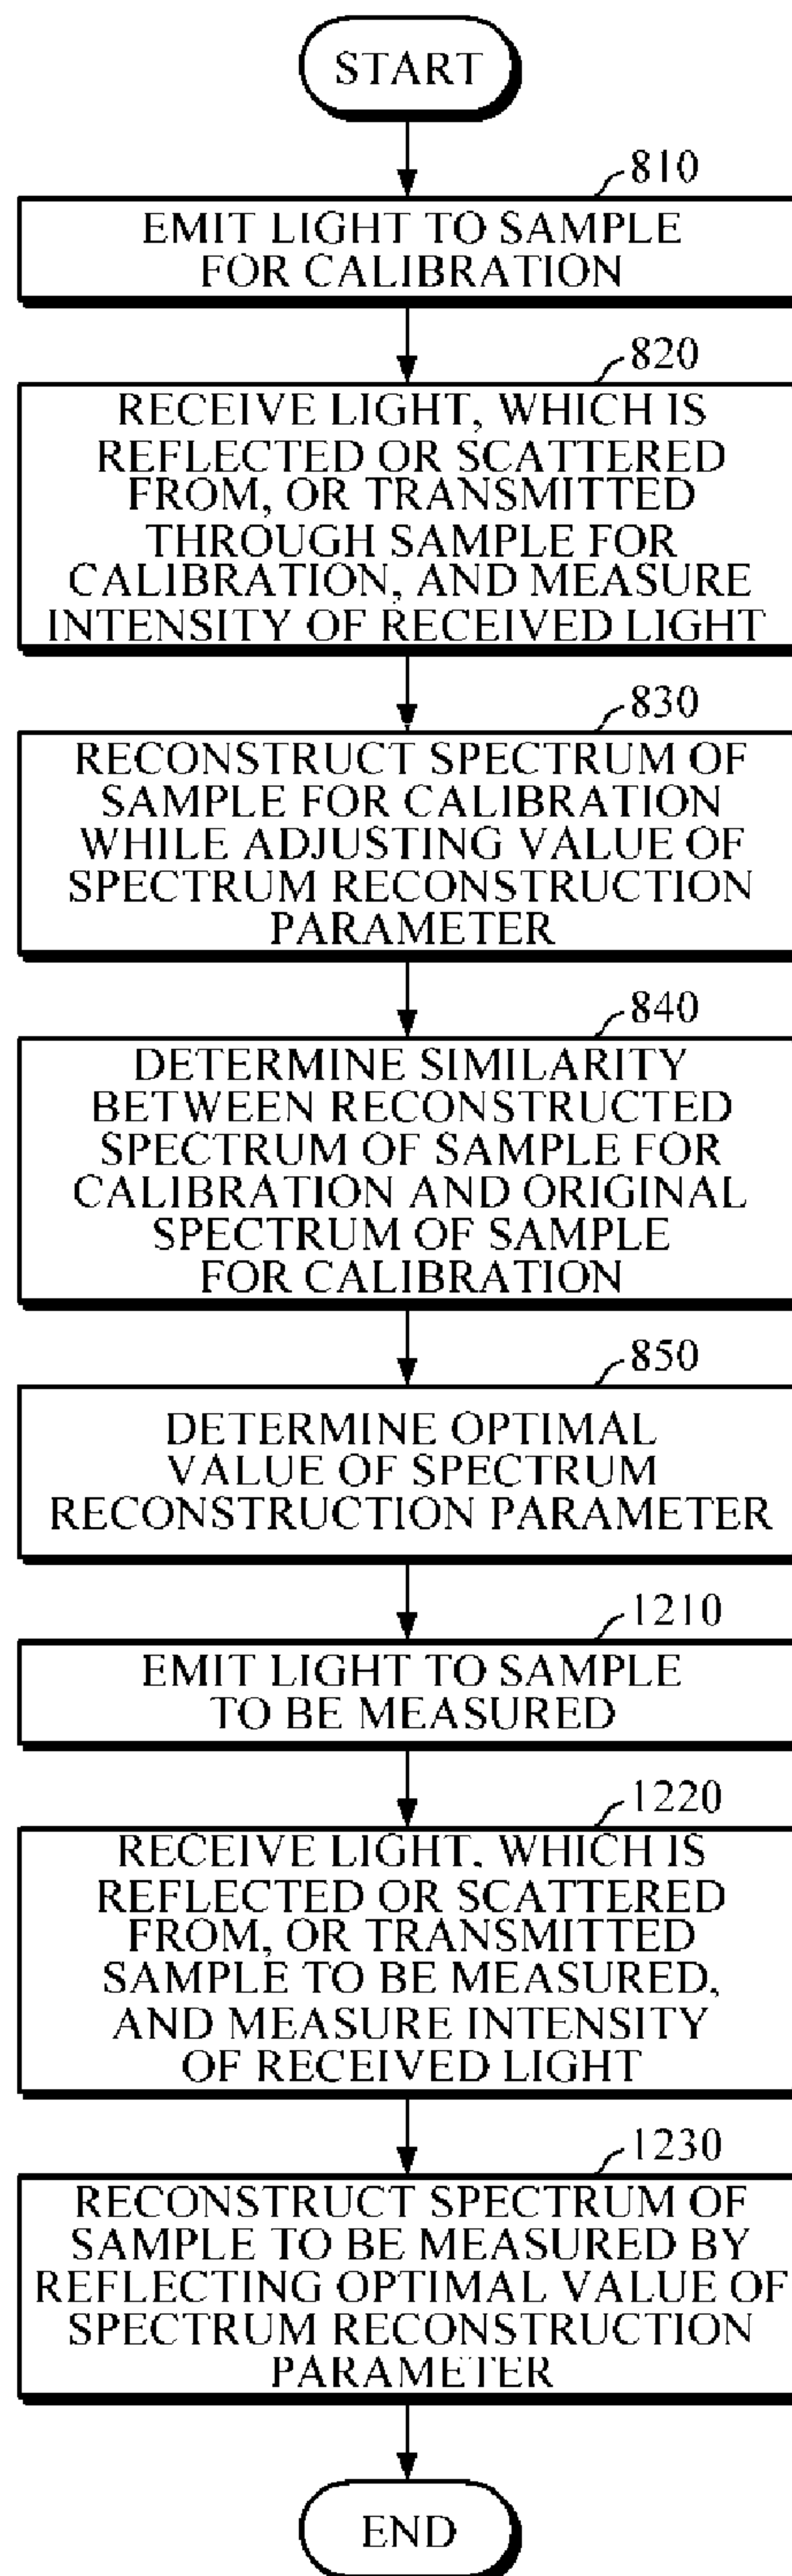 START
810
EMIT LIGHT TO SAMPLE
FOR CALIBRATION
820
RECEIVE LIGHT, WHICH IS
REFLECTED OR SCATTERED
FROM, OR TRANSMITTED
THROUGH SAMPLE FOR
CALIBRATION, AND MEASURE
INTENSITY OF RECEIVED LIGHT
830
RECONSTRUCT SPECTRUM OF
SAMPLE FOR CALIBRATION
WHILE ADJUSTING VALUE OF
SPECTRUM RECONSTRUCTION
PARAMETER
840
DETERMINE SIMILARITY
BETWEEN RECONSTRUCTED
SPECTRUM OF SAMPLE FOR
CALIBRATION AND ORIGINAL
SPECTRUM OF SAMPLE
FOR CALIBRATION
850
DETERMINE OPTIMAL
VALUE OF SPECTRUM
RECONSTRUCTION PARAMETER
1210
EMIT LIGHT TO SAMPLE
TO BE MEASURED
1220
RECEIVE LIGHT, WHICH IS
REFLECTED OR SCATTERED
FROM, OR TRANSMITTED
SAMPLE TO BE MEASURED,
AND MEASURE INTENSITY
OF RECEIVED LIGHT
1230
RECONSTRUCT SPECTRUM OF
SAMPLE TO BE MEASURED BY
REFLECTING OPTIMAL VALUE OF
SPECTRUM RECONSTRUCTION
PARAMETER
END